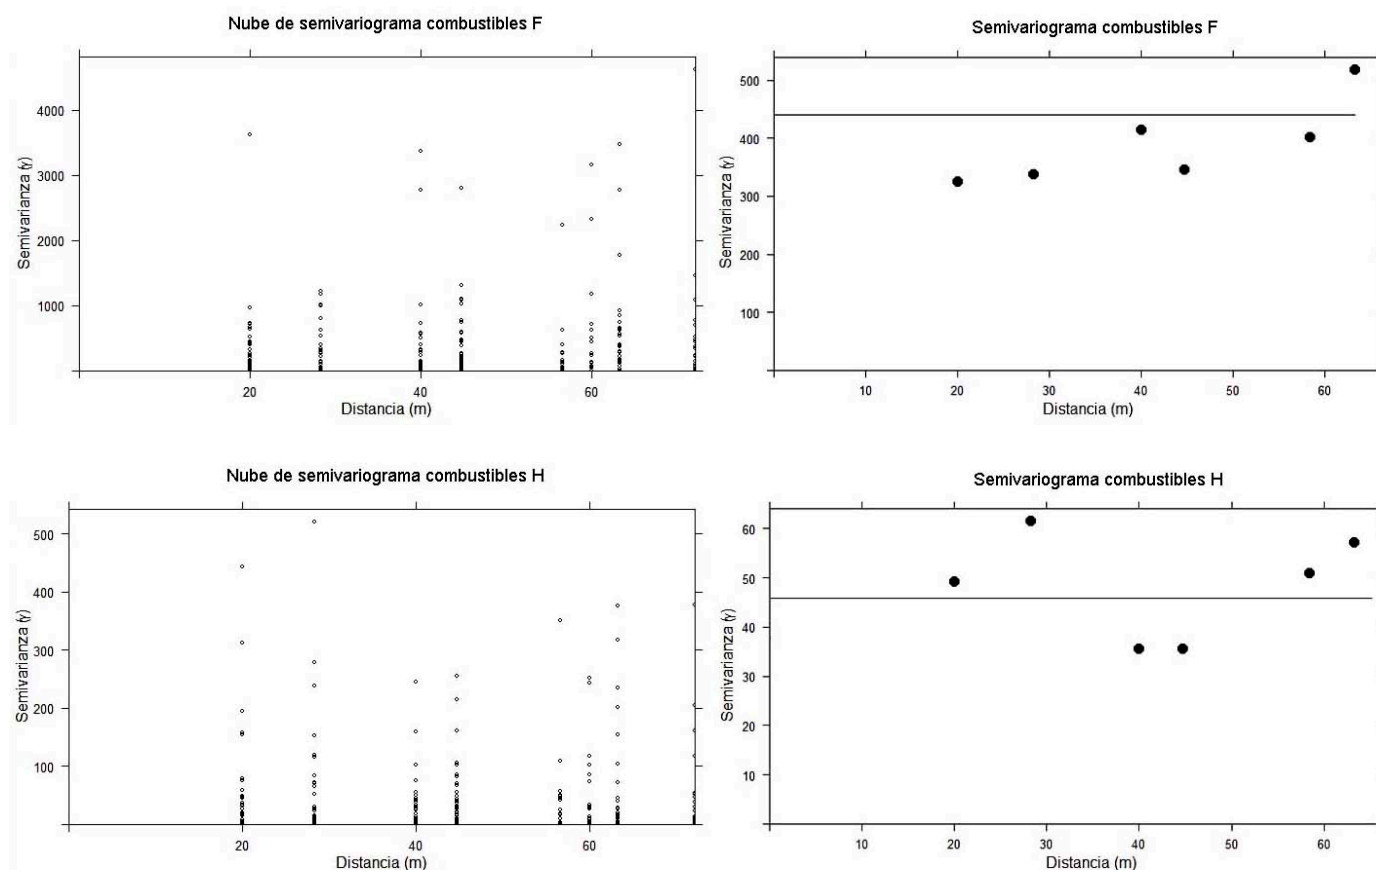 Nube de semivariograma combustibles F
Semivarianza (γ)
4000
3000
2000
1000
20 40 60
Distancia (m)
Semivariograma combustibles F
Semivarianza (γ)
500
400
300
200
100
10 20 30 40 50 60
Distancia (m)
Nube de semivariograma combustibles H
Semivarianza (γ)
500
400
300
200
100
20 40 60
Distancia (m)
Semivariograma combustibles H
Semivarianza (γ)
60
50
40
30
20
10
10 20 30 40 50 60
Distancia (m)